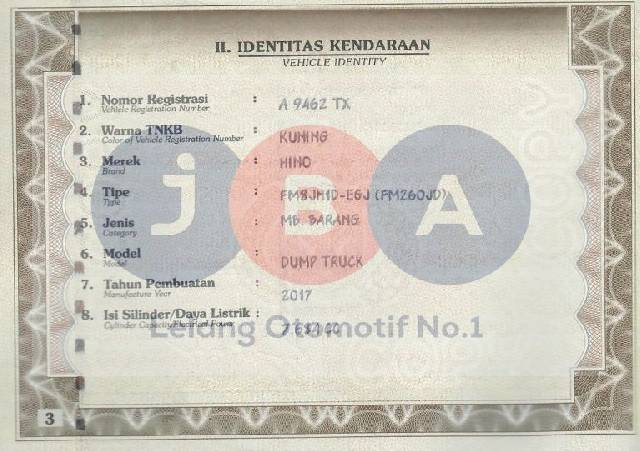 II. IDENTITAS KENDARAAN
VEHICLE IDENTITY
1. Nomor Registrasi : A 9462 TX
Vehicle Registration Number
2. Warna TNKB : KUNING
Color of Vehicle Registration Number
3. Merek : HINO
Brand
4. Tipe : FM8JH1D-EGJ (FM260JD)
Type
5. Jenis : MB. BARANG
Category
6. Model : DUMP TRUCK
Model
7. Tahun Pembuatan : 2017
Manufacture Year
8. Isi Silinder/Daya Listrik :
Cylinder Capacity/Electrical Power
jBA
Lelang Otomotif No.1
3